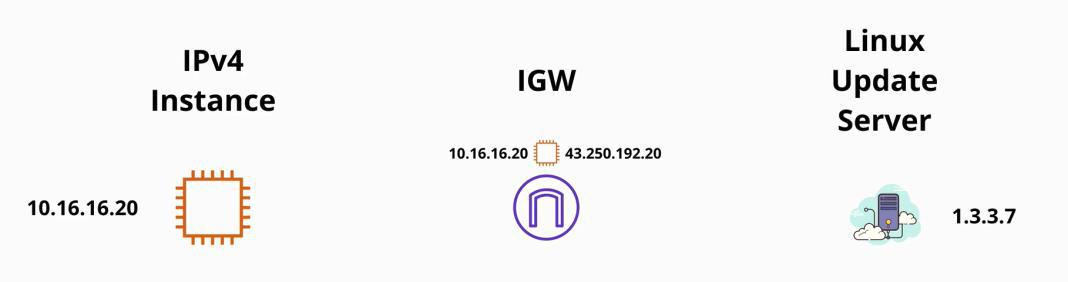 IPv4
Instance
IGW
Linux
Update
Server
10.16.16.20
10.16.16.20
43.250.192.20
1.3.3.7